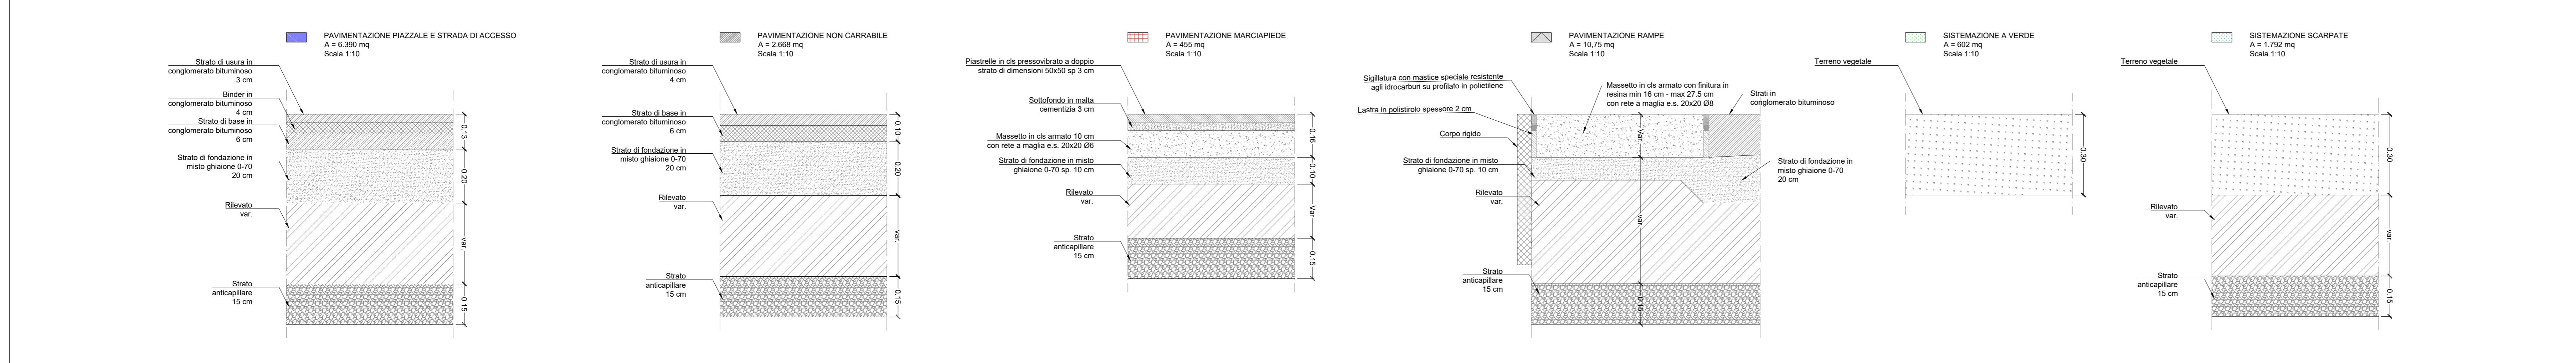 PAVIMENTAZIONE PIAZZALE E STRADA DI ACCESSO
A = 6.390 mq
Scala 1:10
Strato di usura in
conglomerato bituminoso
3 cm
Binder in
conglomerato bituminoso
4 cm
Strato di base in
conglomerato bituminoso
6 cm
Strato di fondazione in
misto ghiaione 0-70
20 cm
Rilevato
var.
Strato
anticapillare
15 cm
0.13
0.20
var.
0.15
PAVIMENTAZIONE NON CARRABILE
A = 2.668 mq
Scala 1:10
Strato di usura in
conglomerato bituminoso
4 cm
Strato di base in
conglomerato bituminoso
6 cm
Strato di fondazione in
misto ghiaione 0-70
20 cm
Rilevato
var.
Strato
anticapillare
15 cm
0.10
0.20
var.
0.15
PAVIMENTAZIONE MARCIAPIEDE
A = 455 mq
Scala 1:10
Piastrelle in cls pressovibrato a doppio
strato di dimensioni 50x50 sp 3 cm
Sottofondo in malta
cementizia 3 cm
Massetto in cls armato 10 cm
con rete a maglia e.s. 20x20 Ø6
Strato di fondazione in misto
ghiaione 0-70 sp. 10 cm
Rilevato
var.
Strato
anticapillare
15 cm
0.16
0.10
Var.
0.15
PAVIMENTAZIONE RAMPE
A = 10,75 mq
Scala 1:10
Sigillatura con mastice speciale resistente
agli idrocarburi su profilato in polietilene
Lastra in polistirolo spessore 2 cm
Corpo rigido
Strato di fondazione in misto
ghiaione 0-70 sp. 10 cm
Rilevato
var.
Strato
anticapillare
15 cm
Massetto in cls armato con finitura in
resina min 16 cm - max 27.5 cm
con rete a maglia e.s. 20x20 Ø8
Strati in
conglomerato bituminoso
Strato di fondazione in
misto ghiaione 0-70
20 cm
Var.
var.
0.15
SISTEMAZIONE A VERDE
A = 602 mq
Scala 1:10
Terreno vegetale
0.30
SISTEMAZIONE SCARPATE
A = 1.792 mq
Scala 1:10
Terreno vegetale
Rilevato
var.
Strato
anticapillare
15 cm
0.30
var.
0.15